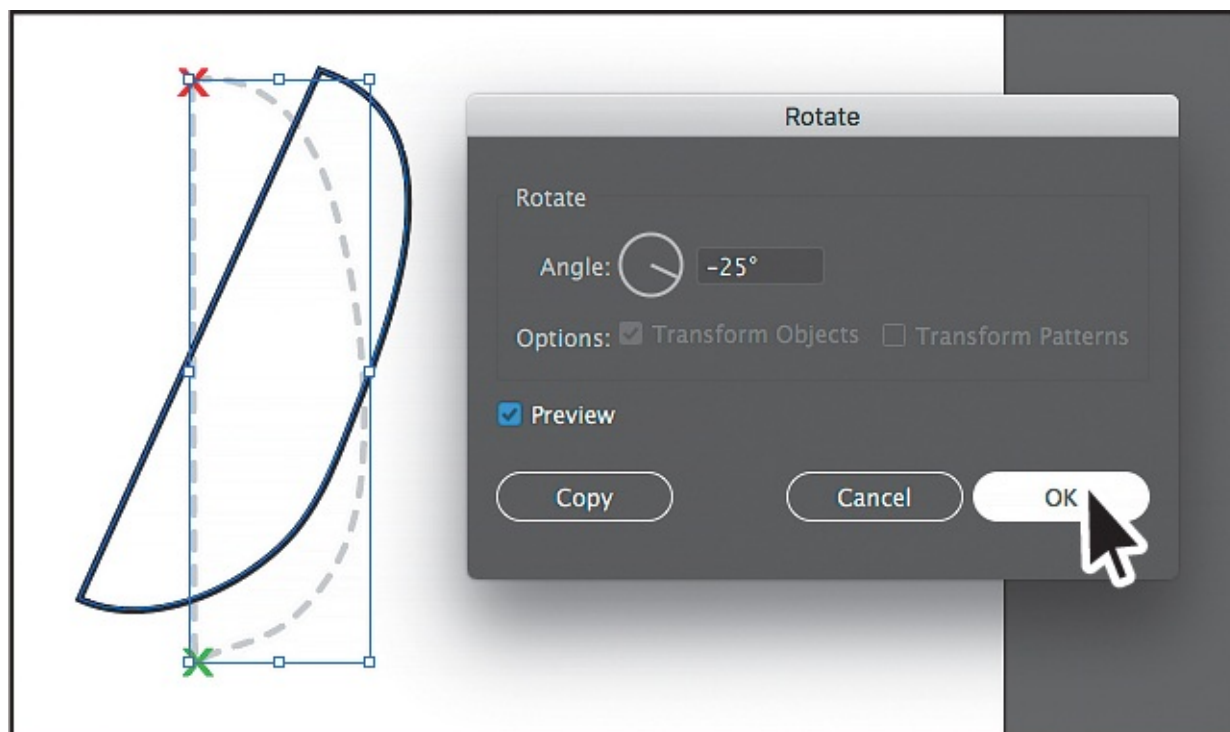 Rotate
Rotate
Angle: -25°
Options: Transform Objects Transform Patterns
Preview
Copy Cancel OK